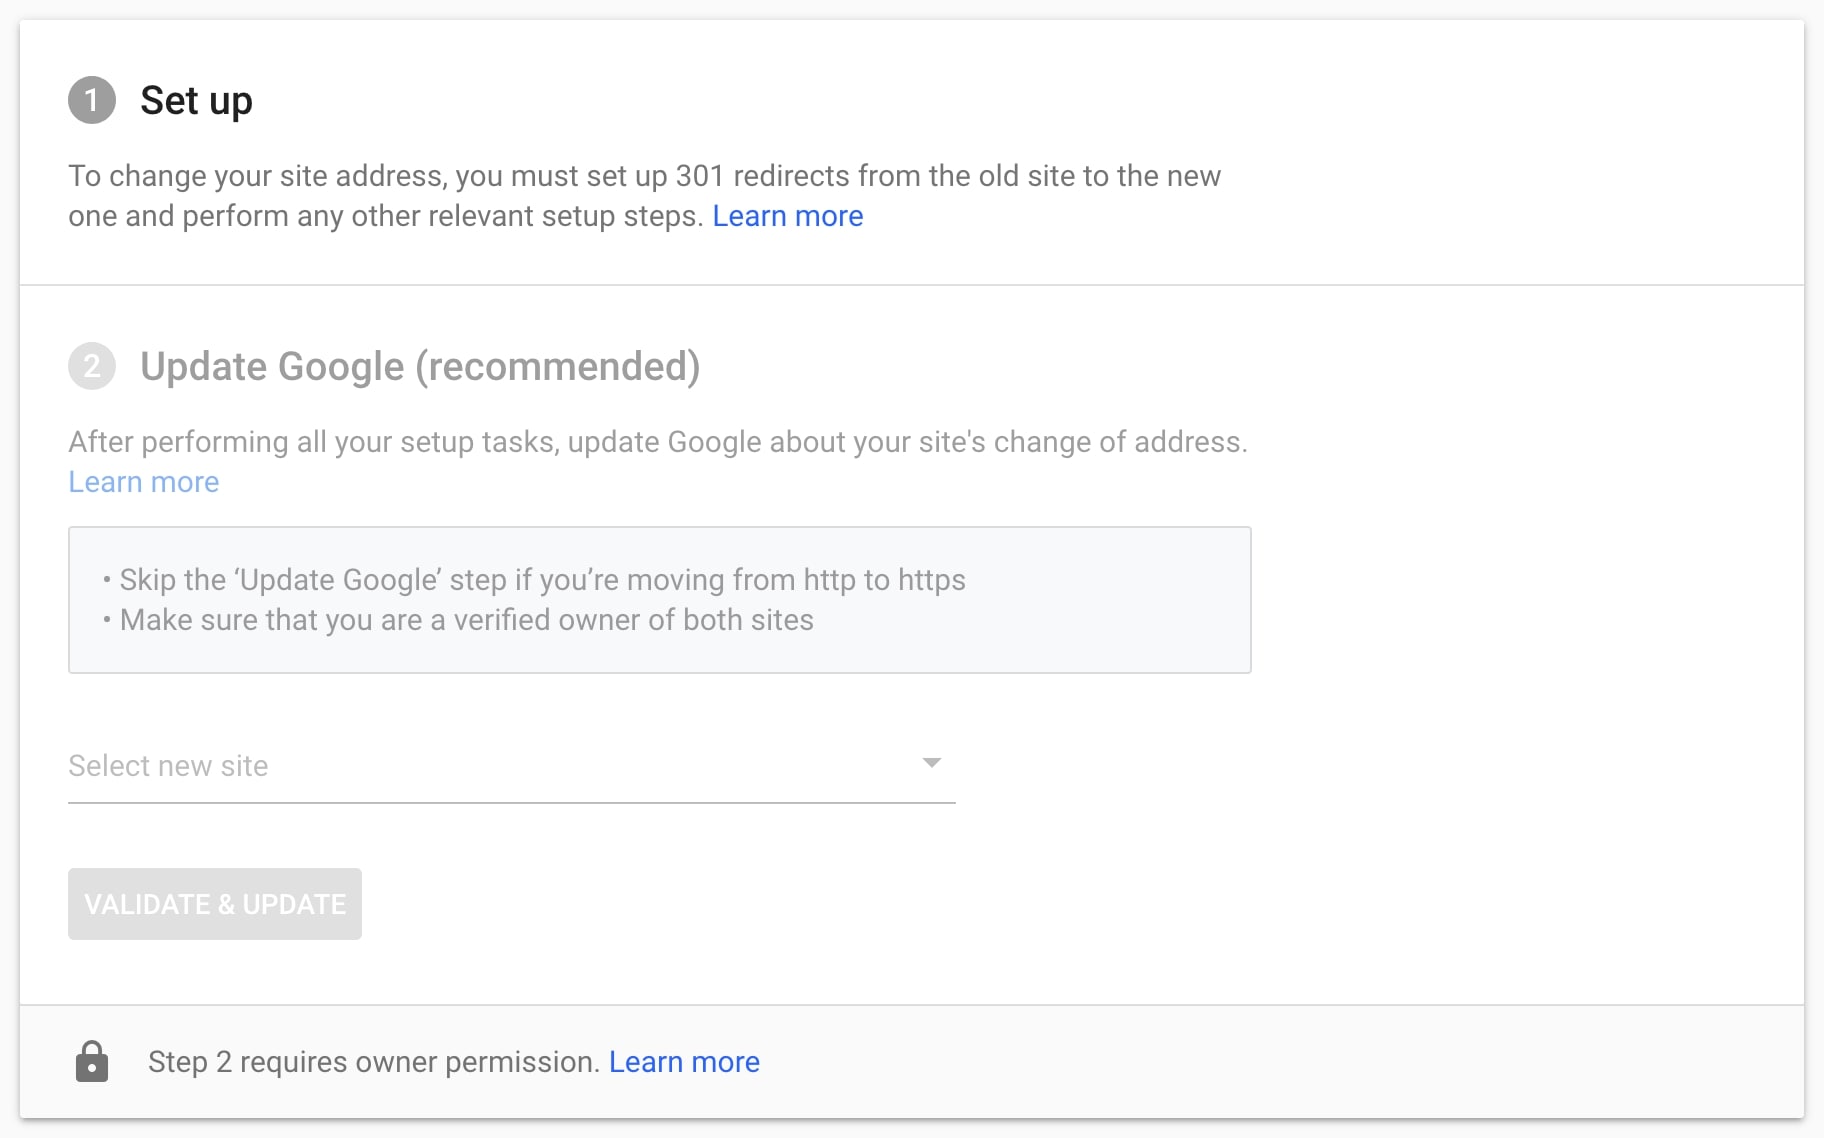 1 Set up
To change your site address, you must set up 301 redirects from the old site to the new
one and perform any other relevant setup steps. Learn more
2 Update Google (recommended)
After performing all your setup tasks, update Google about your site's change of address.
Learn more
• Skip the ‘Update Google’ step if you’re moving from http to https
• Make sure that you are a verified owner of both sites
Select new site
VALIDATE & UPDATE
Step 2 requires owner permission. Learn more